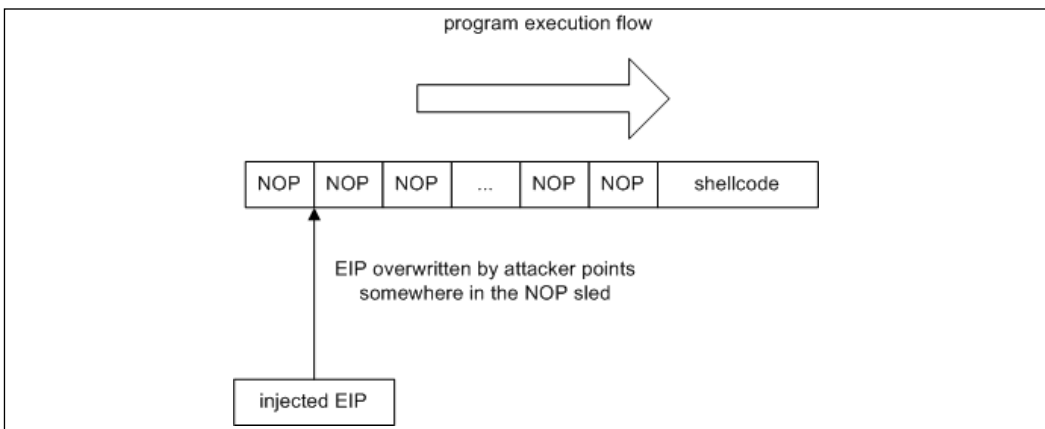 program execution flow
NOP NOP NOP ... NOP NOP shellcode
EIP overwritten by attacker points
somewhere in the NOP sled
injected EIP